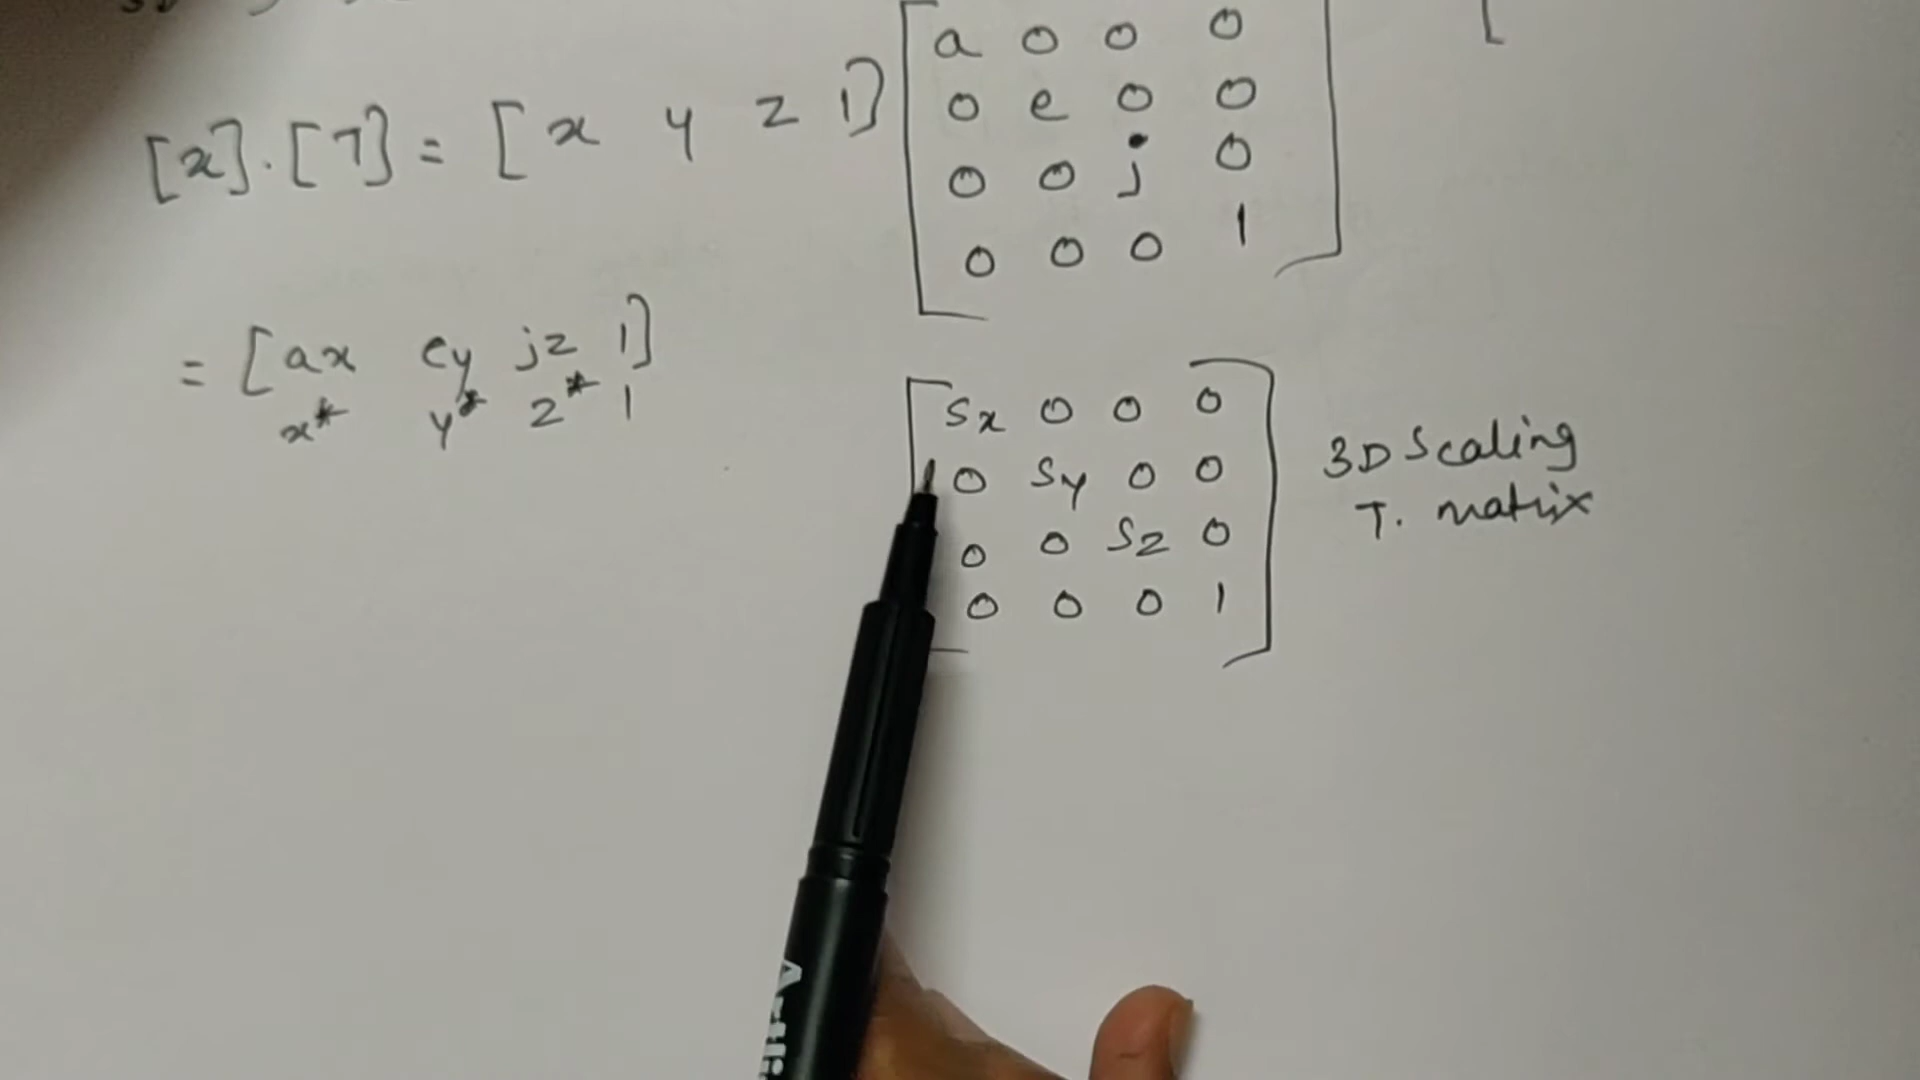 [x].[T] = [x y z 1] [a 0 0 0
0 e 0 0
0 0 j 0
0 0 0 1]
= [ax ey jz 1]
x* y* z* 1
[Sx 0 0 0
0 Sy 0 0
0 0 Sz 0
0 0 0 1]
3D Scaling
T. matrix
Artli